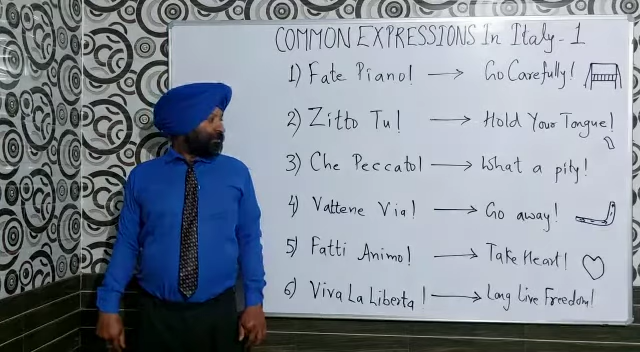 COMMON EXPRESSIONS In Italy-1
1) Fate Piano! → Go Carefully!
2) Zitto Tu! → Hold Your Tongue!
3) Che Peccato! → What a pity!
4) Vattene Via! → Go away!
5) Fatti Animo! → Take Heart!
6) Viva La Liberta! → Long Live Freedom!